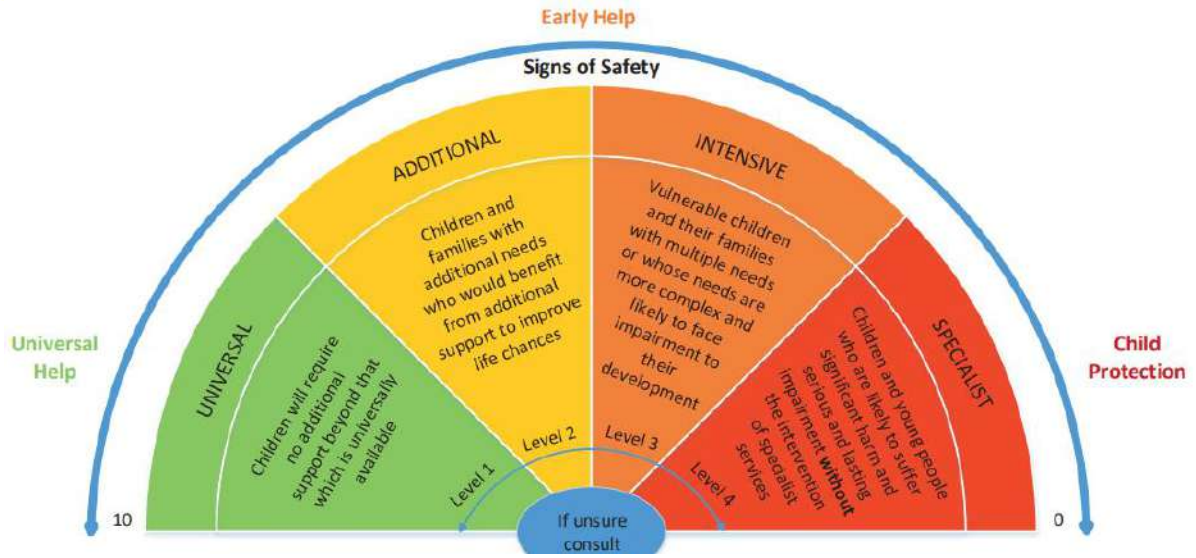 Early Help
Signs of Safety
Universal
Help
Child
Protection
UNIVERSAL
Children will require
no additional
support beyond that
which is universally
available
Level 1
ADDITIONAL
Children and
families with
additional needs
who would benefit
from additional
support to improve
life chances
Level 2
INTENSIVE
Vulnerable children
and their families
with multiple needs
or whose needs are
more complex and
likely to face
impairment to
their
development
Level 3
SPECIALIST
Children and young people
who are likely to suffer
significant harm and
serious and lasting
impairment without
the intervention
of specialist
services
Level 4
10
If unsure
consult
0